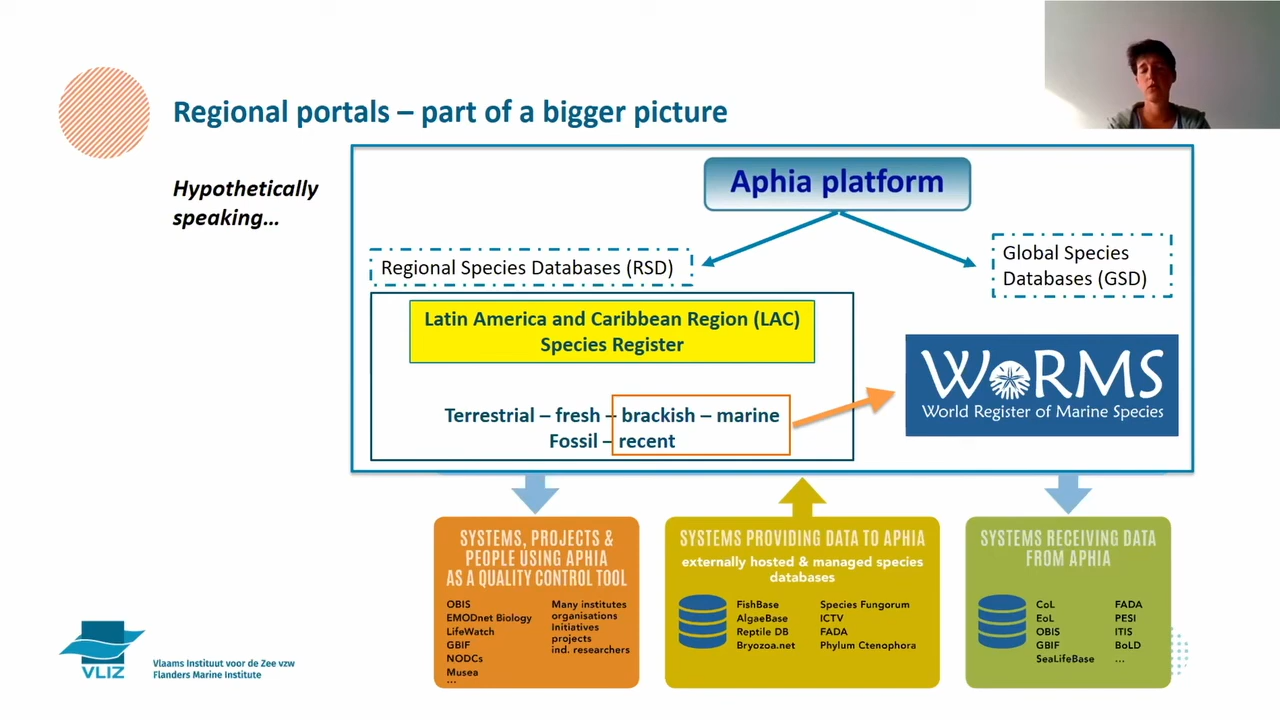 Regional portals – part of a bigger picture
Hypothetically
speaking...
Aphia platform
Regional Species Databases (RSD)
Global Species
Databases (GSD)
Latin America and Caribbean Region (LAC)
Species Register
Terrestrial – fresh – brackish – marine
Fossil – recent
WoRMS
World Register of Marine Species
SYSTEMS, PROJECTS &
PEOPLE USING APHIA
AS A QUALITY CONTROL TOOL
OBIS
EMODnet Biology
LifeWatch
GBIF
NODCs
Musea
...
Many institutes
organisations
Initiatives
projects
ind. researchers
SYSTEMS PROVIDING DATA TO APHIA
externally hosted & managed species
databases
FishBase
AlgaeBase
Reptile DB
Bryozoa.net
Species Fungorum
ICTV
FADA
Phylum Ctenophora
SYSTEMS RECEIVING DATA
FROM APHIA
CoL
EoL
OBIS
GBIF
SeaLifeBase
FADA
PESI
ITIS
BoLD
...
VLIZ
Vlaams Instituut voor de Zee vzw
Flanders Marine Institute